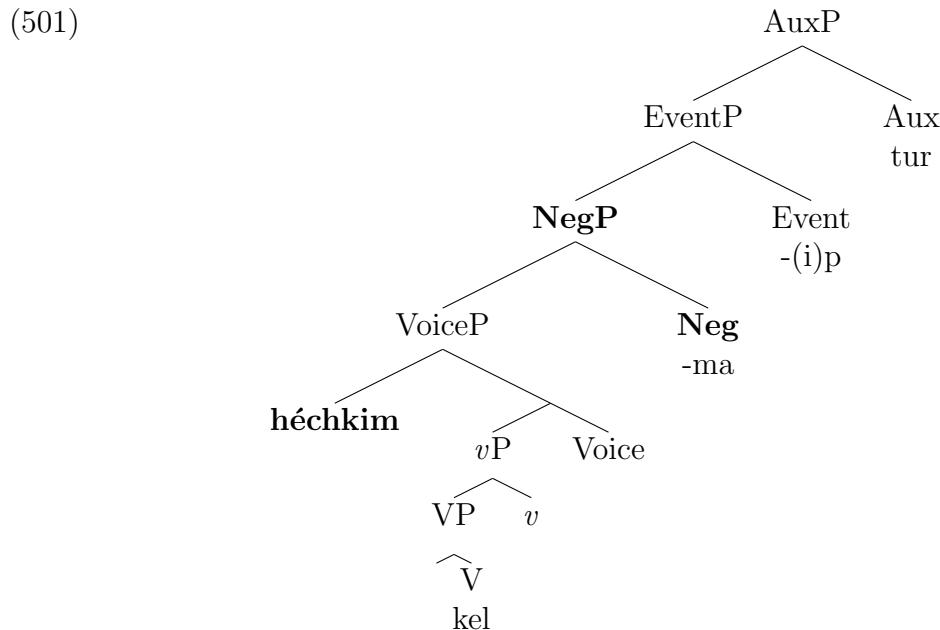 (501)
AuxP
EventP Aux
tur
NegP Event
-(i)p
VoiceP Neg
-ma
héchkim
vP Voice
VP v
V
kel